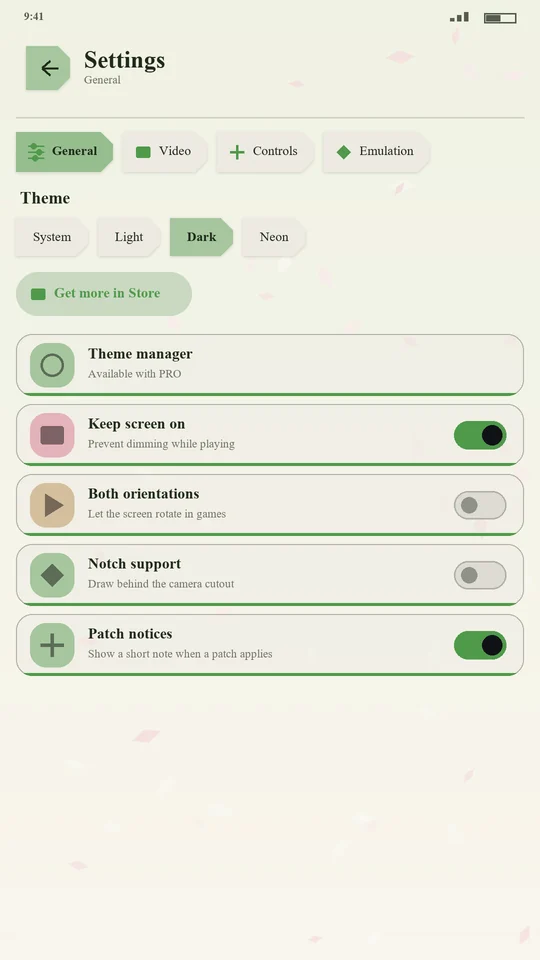 9:41
Settings
General
General
Video
Controls
Emulation
Theme
System
Light
Dark
Neon
Get more in Store
Theme manager
Available with PRO
Keep screen on
Prevent dimming while playing
Both orientations
Let the screen rotate in games
Notch support
Draw behind the camera cutout
Patch notices
Show a short note when a patch applies